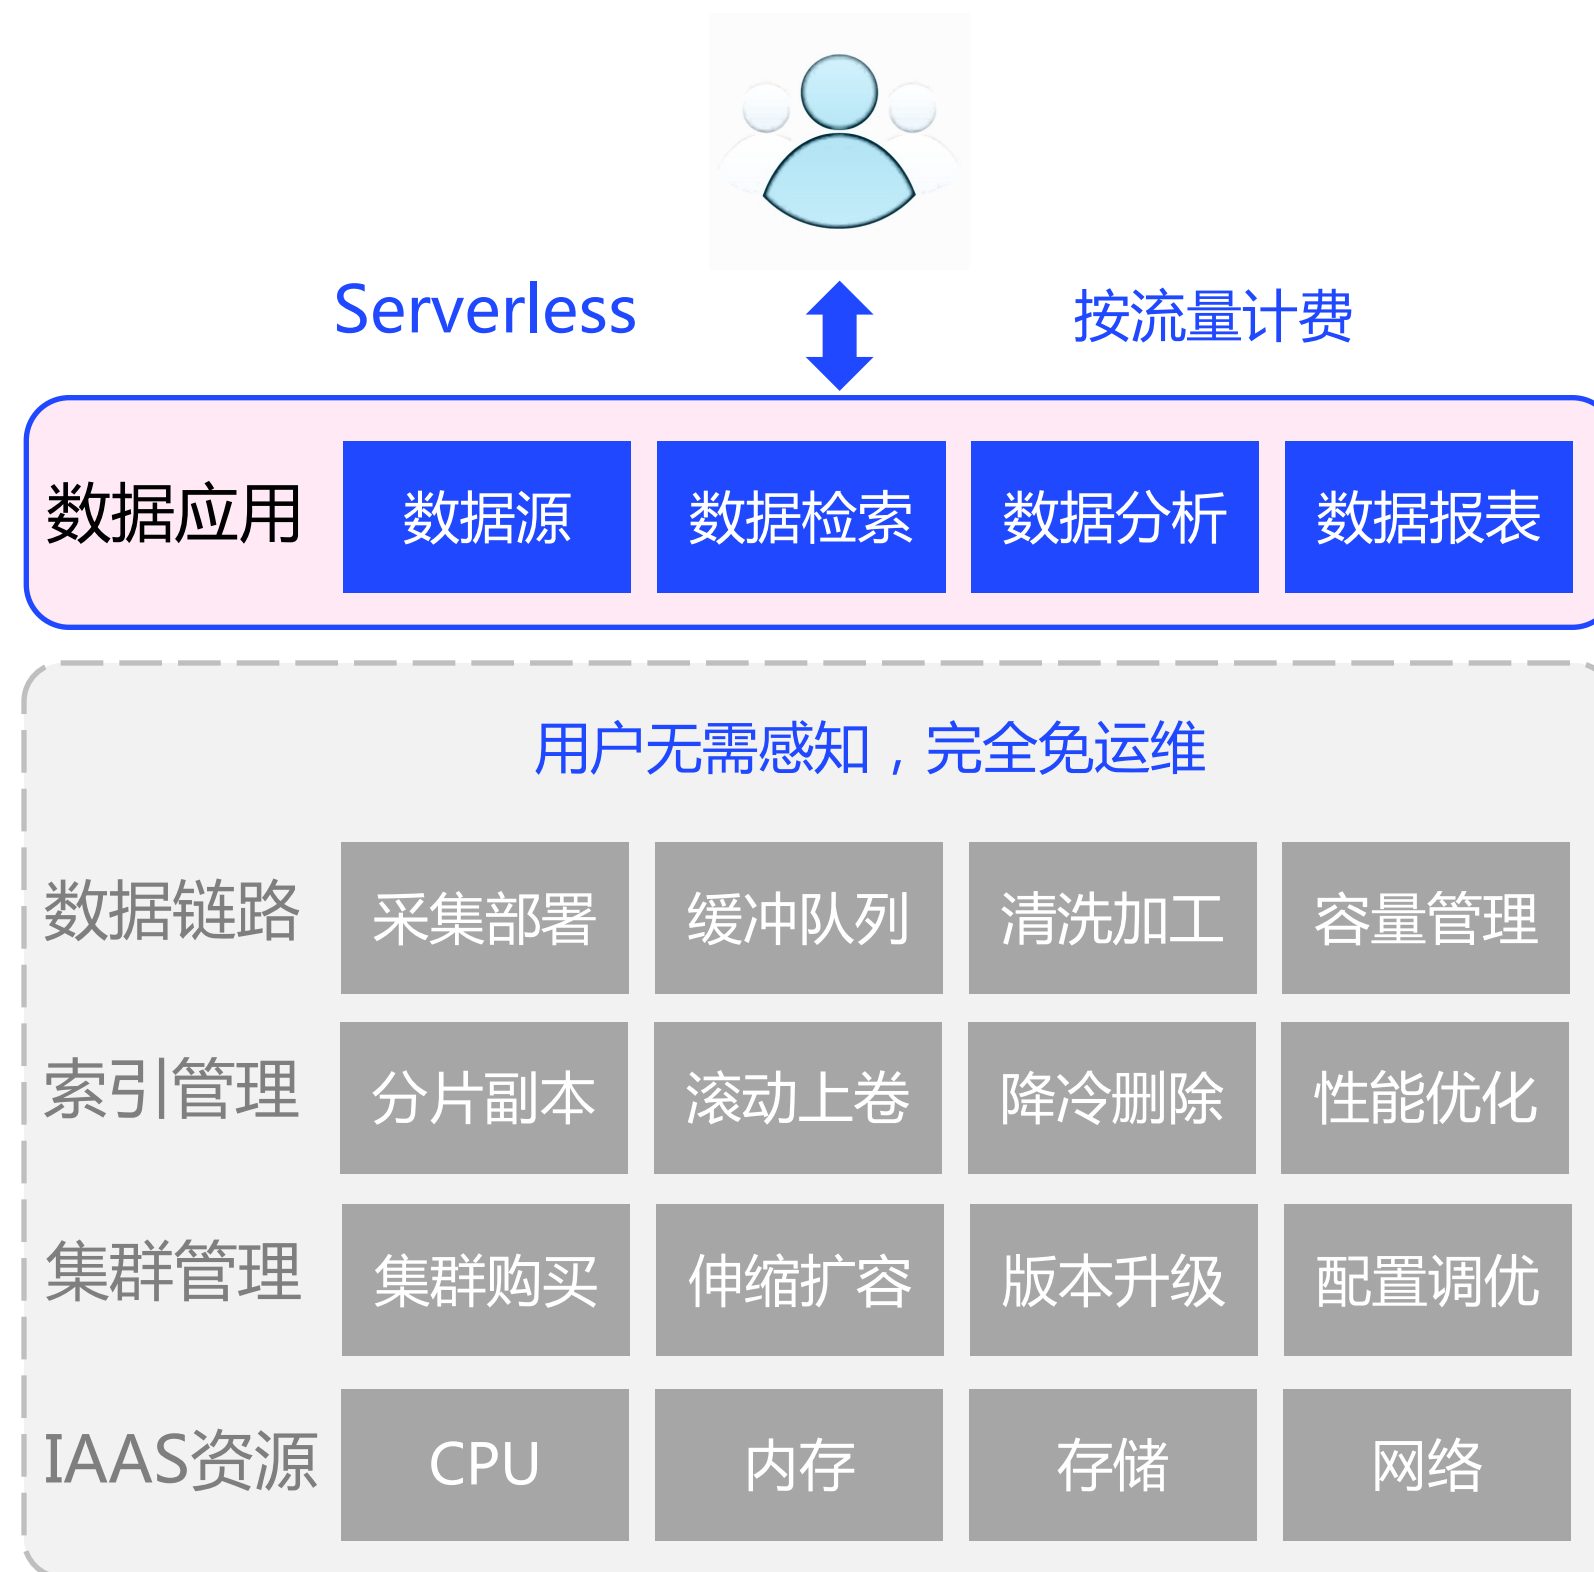 Serverless
按流量计费
数据应用 数据源 数据检索 数据分析 数据报表
用户无需感知，完全免运维
数据链路 采集部署 缓冲队列 清洗加工 容量管理
索引管理 分片副本 滚动上卷 降冷删除 性能优化
集群管理 集群购买 伸缩扩容 版本升级 配置调优
IAAS资源 CPU 内存 存储 网络